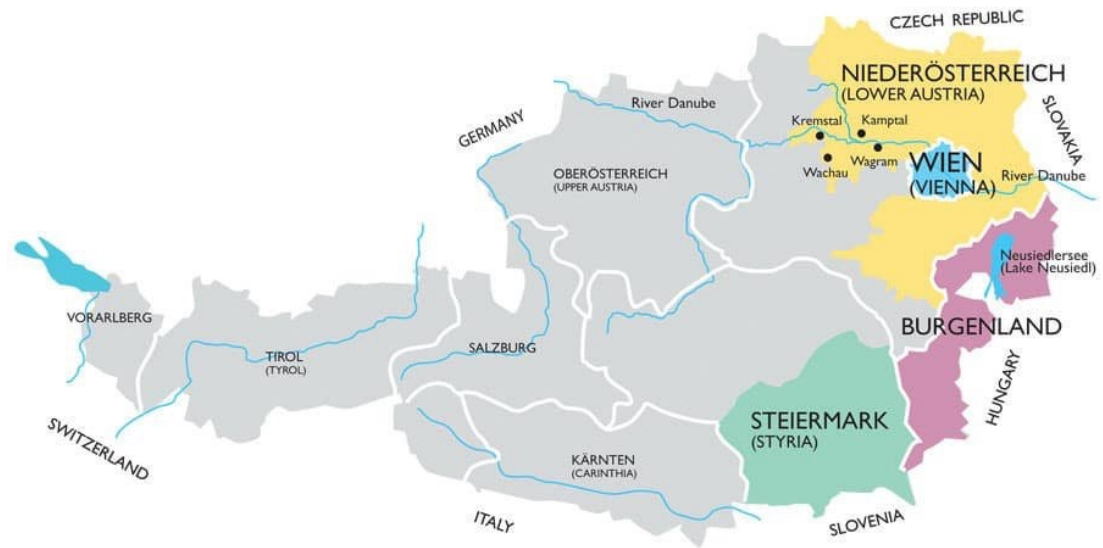 CZECH REPUBLIC
NIEDERÖSTERREICH
(LOWER AUSTRIA)
River Danube
SLOVAKIA
GERMANY
Kremstal
Kamptal
Wagram
Wachau
WIEN
(VIENNA)
River Danube
OBERÖSTERREICH
(UPPER AUSTRIA)
Neusiedlersee
(Lake Neusiedl)
VORARLBERG
BURGENLAND
SALZBURG
TIROL
(TYROL)
HUNGARY
SWITZERLAND
STEIERMARK
(STYRIA)
KÄRNTEN
(CARINTHIA)
ITALY
SLOVENIA